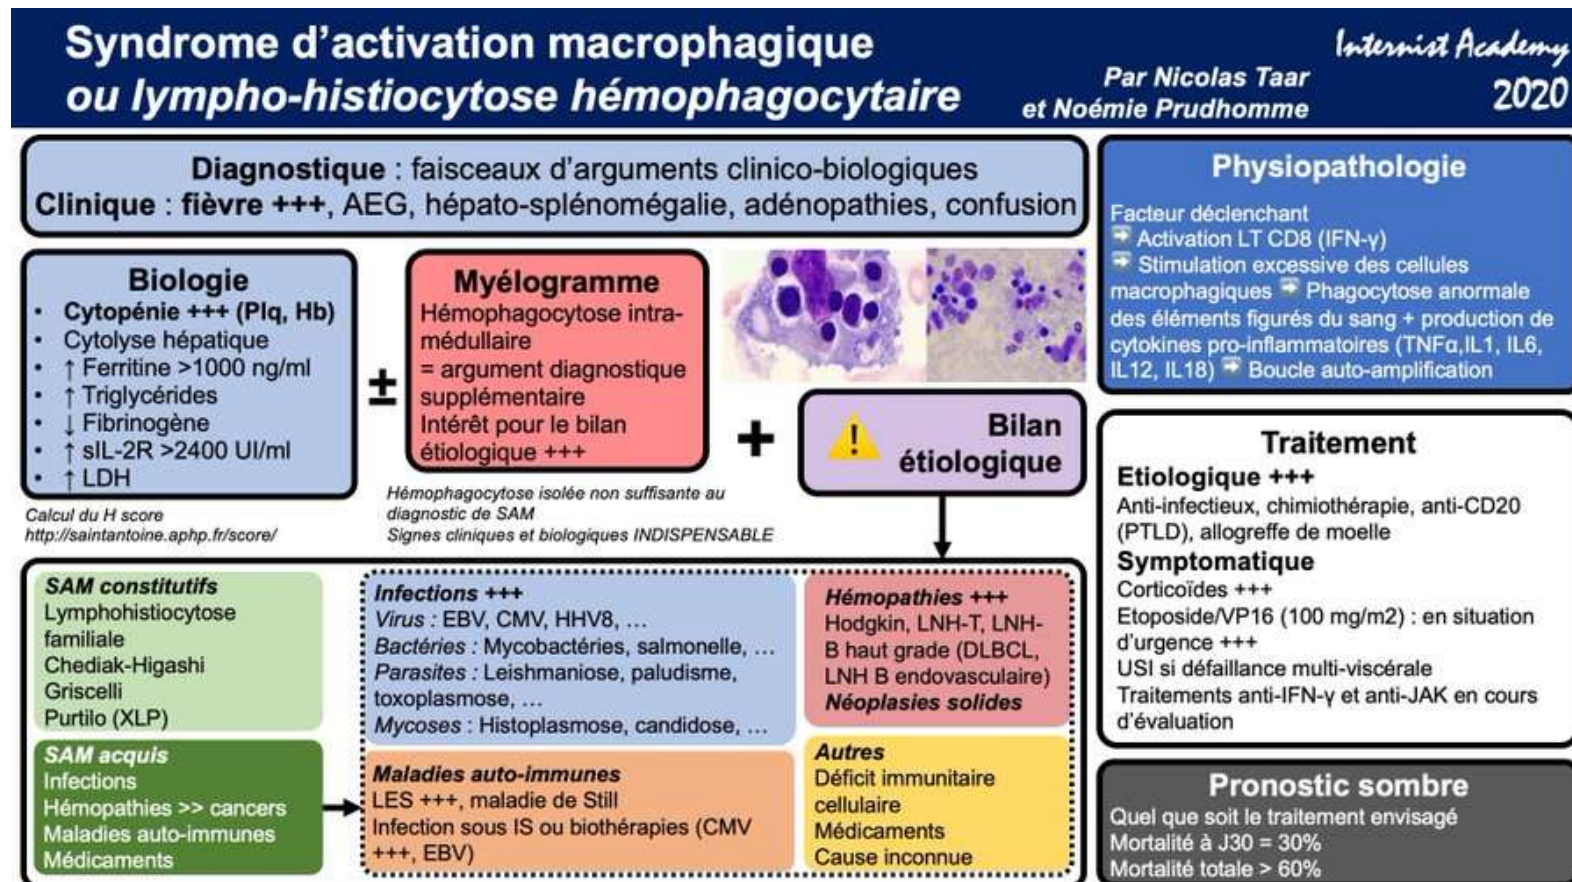 Syndrome d’activation macrophagique
ou lympho-histiocytose hémophagocytaire
Par Nicolas Taar
et Noémie Prudhomme
Internist Academy
2020
Diagnostique : faisceaux d’arguments clinico-biologiques
Clinique : fièvre +++, AEG, hépato-splénomégalie, adénopathies, confusion
Biologie
• Cytopénie +++ (Plq, Hb)
• Cytolyse hépatique
• ↑ Ferritine >1000 ng/ml
• ↑ Triglycérides
• ↓ Fibrinogène
• ↑ sIL-2R >2400 UI/ml
• ↑ LDH
Calcul du H score
http://saintantoine.aphp.fr/score/
±
Myélogramme
Hémophagocytose intra-
médullaire
= argument diagnostique
supplémentaire
Intérêt pour le bilan
étiologique +++
Hémophagocytose isolée non suffisante au
diagnostic de SAM
Signes cliniques et biologiques INDISPENSABLE
+
Bilan
étiologique
SAM constitutifs
Lymphohistiocytose
familiale
Chediak-Higashi
Griscelli
Purtilo (XLP)
SAM acquis
Infections
Hémopathies >> cancers
Maladies auto-immunes
Médicaments
Infections +++
Virus : EBV, CMV, HHV8, …
Bactéries : Mycobactéries, salmonelle, …
Parasites : Leishmaniose, paludisme,
toxoplasmose, …
Mycoses : Histoplasmose, candidose, …
Maladies auto-immunes
LES +++, maladie de Still
Infection sous IS ou biothérapies (CMV
+++, EBV)
Hémopathies +++
Hodgkin, LNH-T, LNH-
B haut grade (DLBCL,
LNH B endovasculaire)
Néoplasies solides
Autres
Déficit immunitaire
cellulaire
Médicaments
Cause inconnue
Physiopathologie
Facteur déclenchant
➡ Activation LT CD8 (IFN-γ)
➡ Stimulation excessive des cellules
macrophagiques ➡ Phagocytose anormale
des éléments figurés du sang + production de
cytokines pro-inflammatoires (TNFα,IL1, IL6,
IL12, IL18) ➡ Boucle auto-amplification
Traitement
Etiologique +++
Anti-infectieux, chimiothérapie, anti-CD20
(PTLD), allogreffe de moelle
Symptomatique
Corticoïdes +++
Etoposide/VP16 (100 mg/m2) : en situation
d’urgence +++
USI si défaillance multi-viscérale
Traitements anti-IFN-γ et anti-JAK en cours
d’évaluation
Pronostic sombre
Quel que soit le traitement envisagé
Mortalité à J30 = 30%
Mortalité totale > 60%